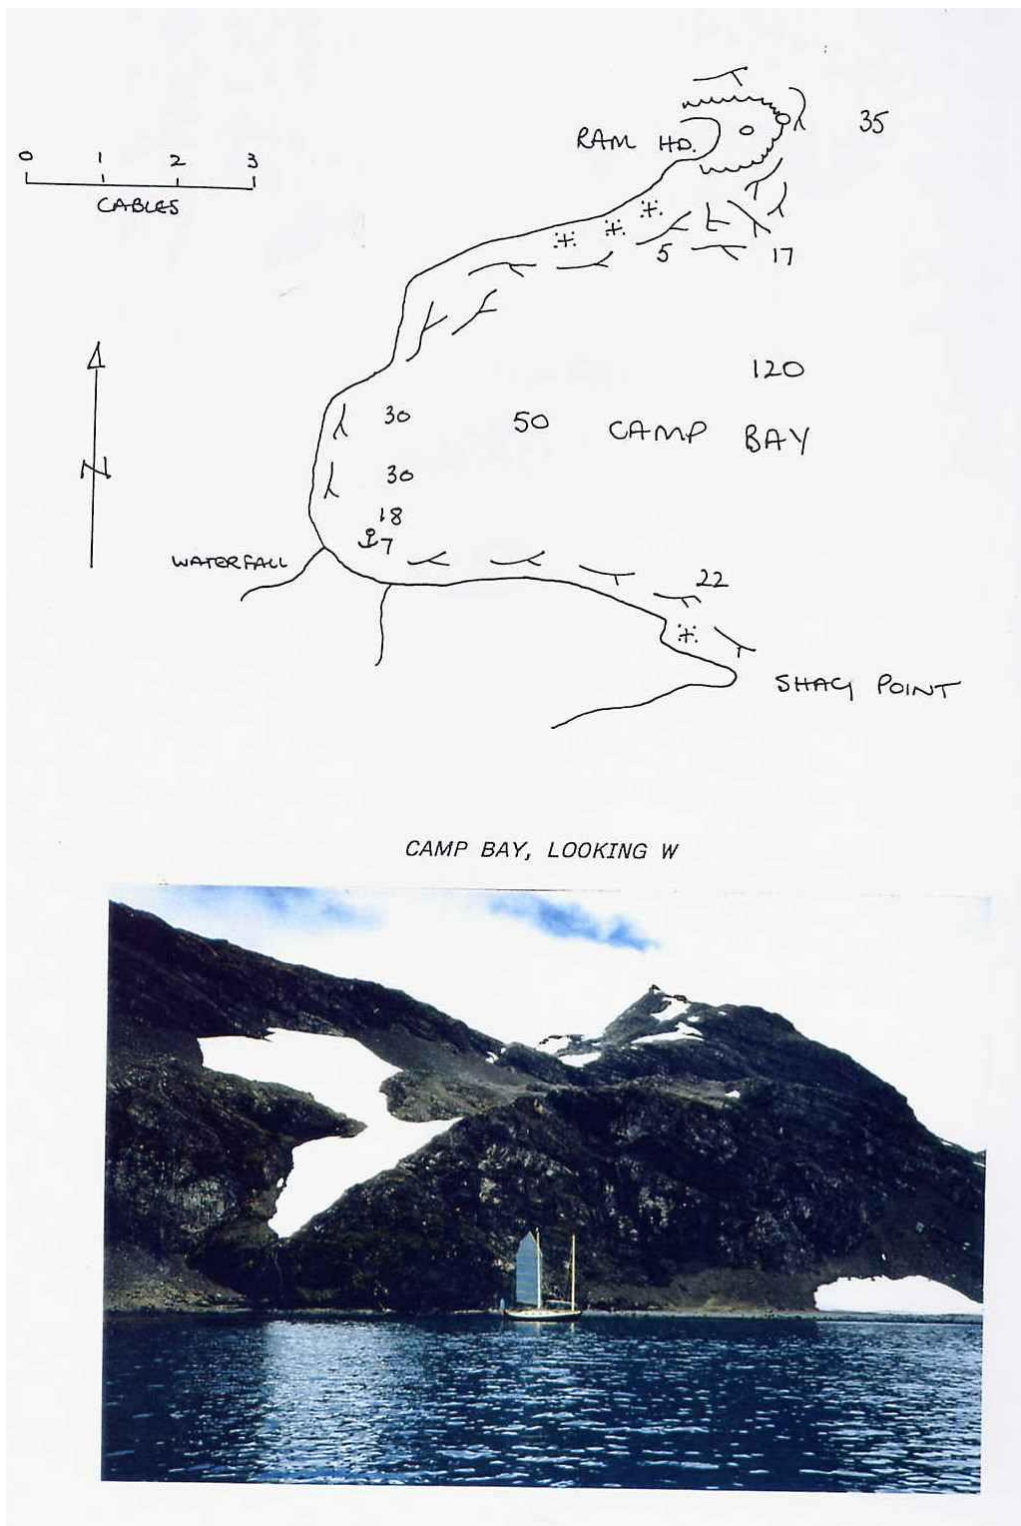 35
RAM HD.
0 1 2 3
CABLES
5 17
120
30 50 CAMP BAY
N
30
18
7
WATERFALL
22
SHAG POINT
CAMP BAY, LOOKING W